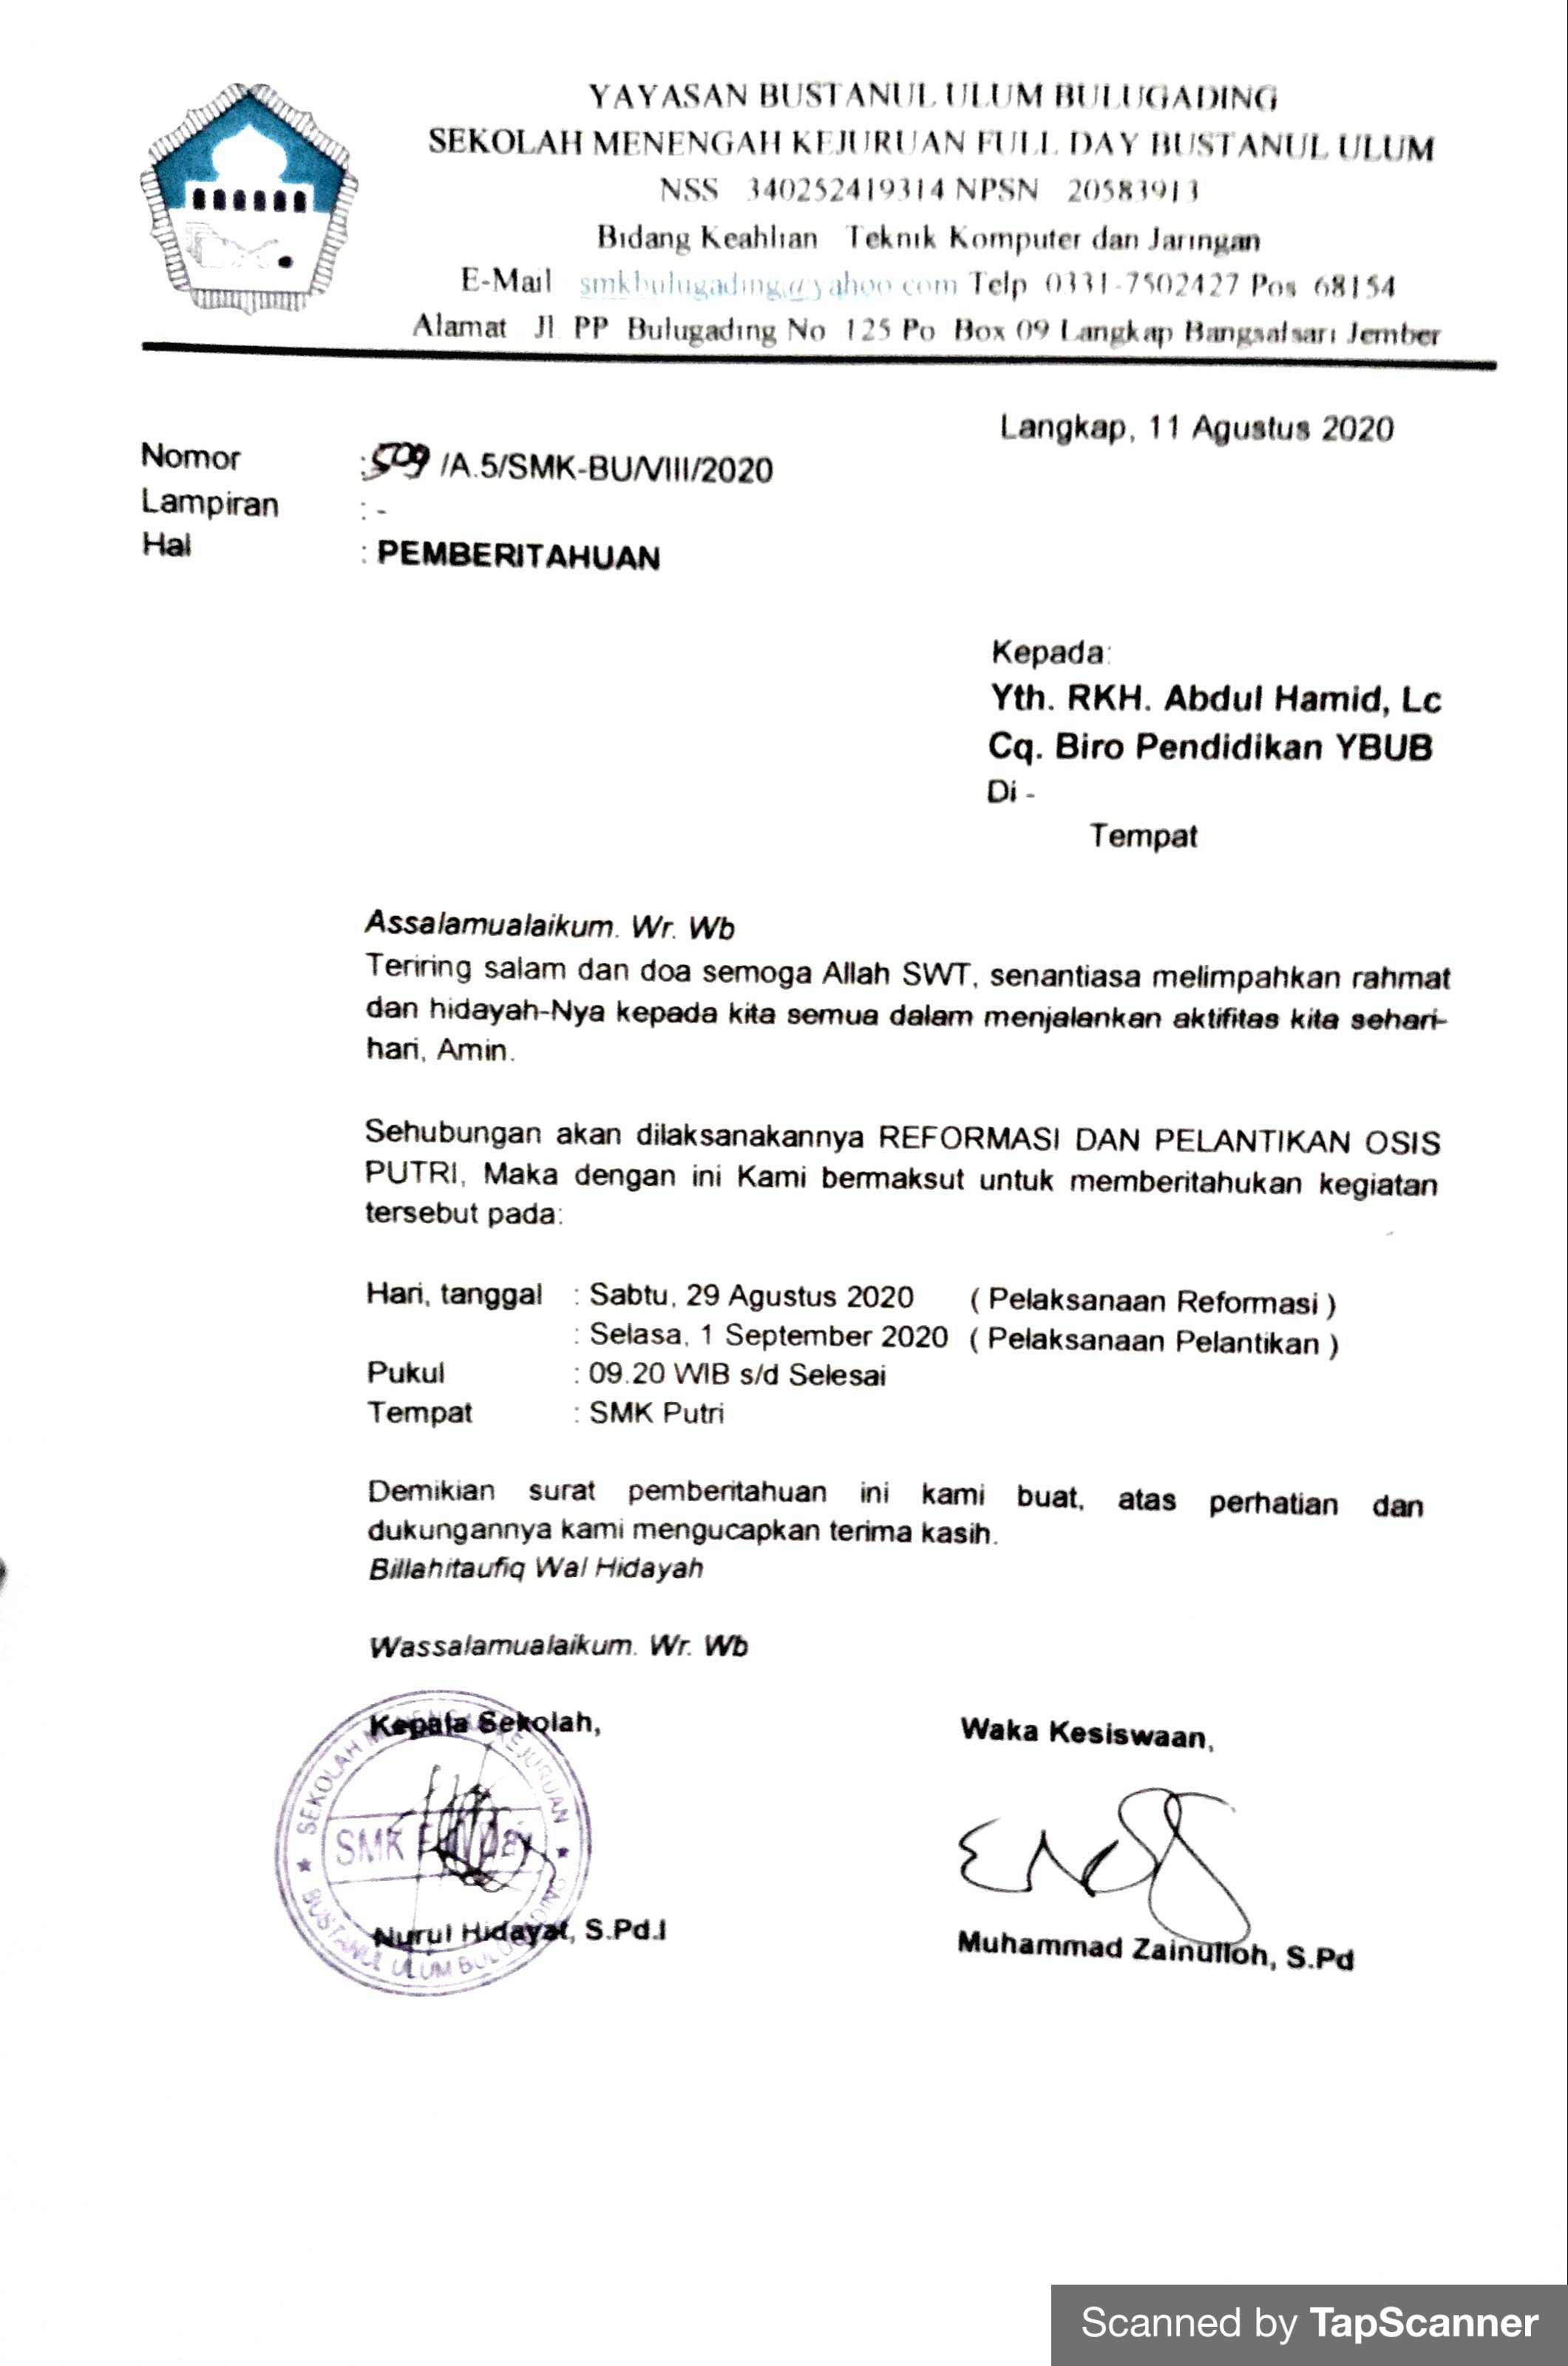 YAYASAN BUSTANUL ULUM BULUGADING
SEKOLAH MENENGAH KEJURUAN FULL DAY BUSTANUL ULUM
NSS 340252419314 NPSN 20583913
Bidang Keahlian Teknik Komputer dan Jaringan
E-Mail smkbulugading@yahoo.com Telp 0331-7502427 Pos 68154
Alamat Jl PP Bulugading No 125 Po Box 09 Langkap Bangsalsari Jember
Langkap, 11 Agustus 2020
Nomor : 509 /A.5/SMK-BU/VIII/2020
Lampiran : -
Hal : PEMBERITAHUAN
Kepada:
Yth. RKH. Abdul Hamid, Lc
Cq. Biro Pendidikan YBUB
Di -
Tempat
Assalamualaikum. Wr. Wb
Teriring salam dan doa semoga Allah SWT, senantiasa melimpahkan rahmat
dan hidayah-Nya kepada kita semua dalam menjalankan aktifitas kita sehari-
hari, Amin.
Sehubungan akan dilaksanakannya REFORMASI DAN PELANTIKAN OSIS
PUTRI, Maka dengan ini Kami bermaksut untuk memberitahukan kegiatan
tersebut pada:
Hari, tanggal : Sabtu, 29 Agustus 2020 ( Pelaksanaan Reformasi )
: Selasa, 1 September 2020 ( Pelaksanaan Pelantikan )
Pukul : 09.20 WIB s/d Selesai
Tempat : SMK Putri
Demikian surat pemberitahuan ini kami buat, atas perhatian dan
dukungannya kami mengucapkan terima kasih.
Billahitaufiq Wal Hidayah
Wassalamualaikum. Wr. Wb
Kepala Sekolah,
Waka Kesiswaan,
SEKOLAH MENENGAH KEJURUAN
SMK
BUSTANUL ULUM BULUGADING
Nurul Hidayat, S.Pd.I
Muhammad Zainulloh, S.Pd
Scanned by TapScanner